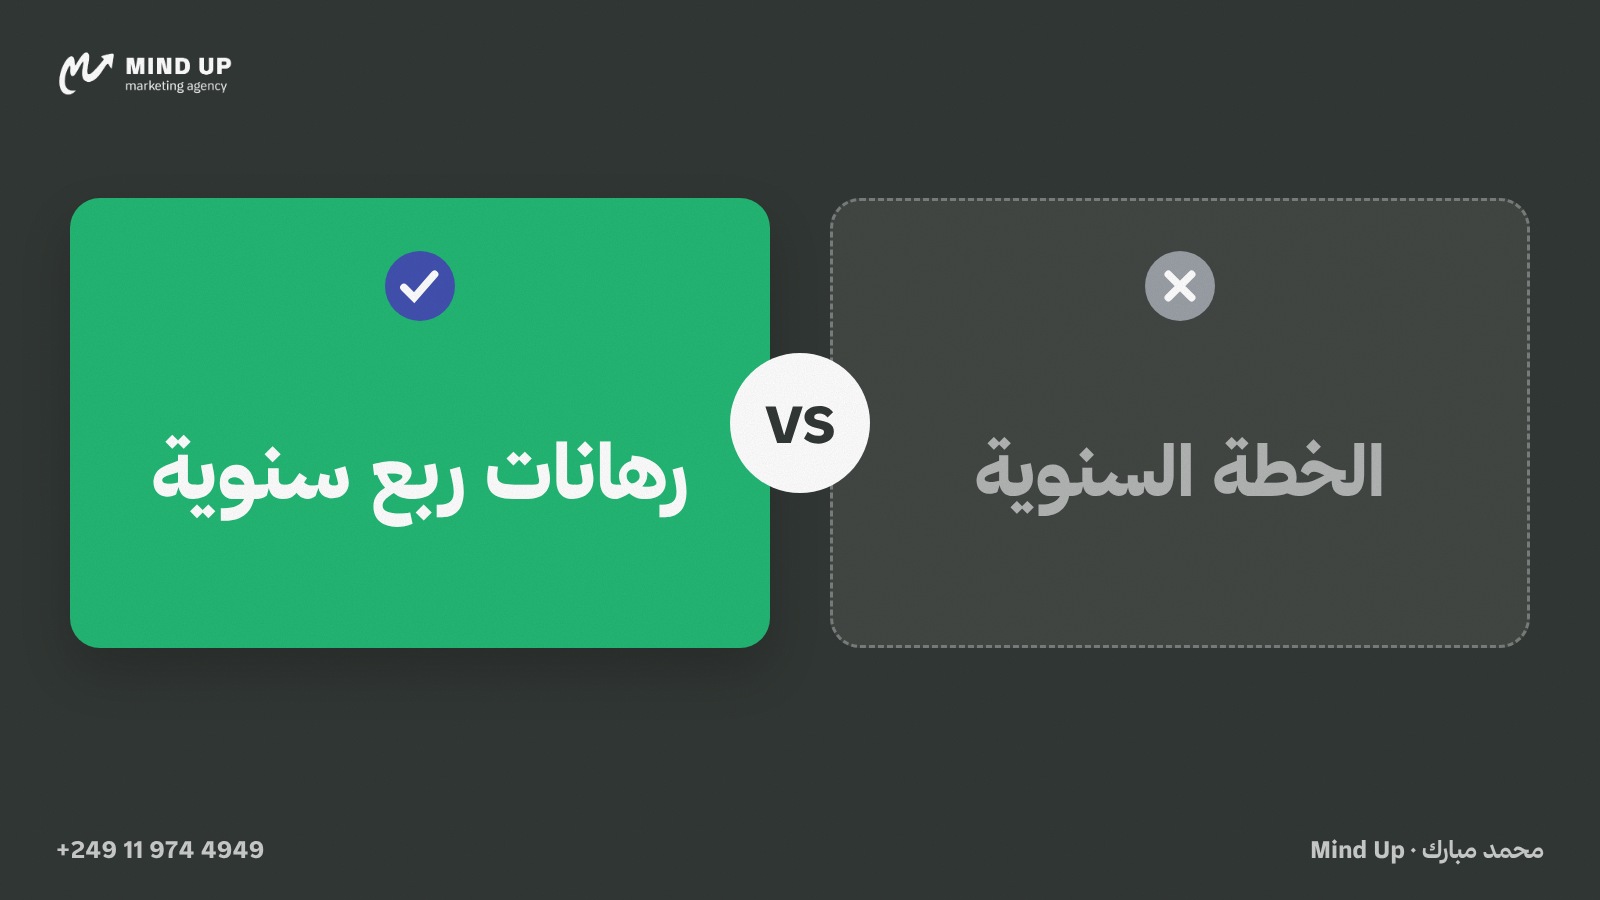 MIND UP
marketing agency
الخطة السنوية
VS
رهانات ربع سنوية
محمد مبارك · Mind Up
+249 11 974 4949